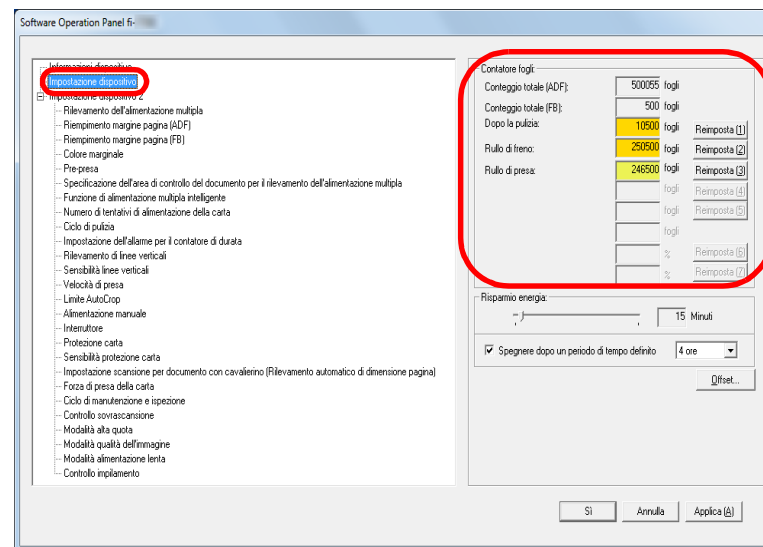 Software Operation Panel fi-
Informazioni dispositivo
Impostazione dispositivo
Impostazione dispositivo 2
Rilevamento dell'alimentazione multipla
Riempimento margine pagina (ADF)
Riempimento margine pagina (FB)
Colore marginale
Pre-presa
Specificazione dell'area di controllo del documento per il rilevamento dell'alimentazione multipla
Funzione di alimentazione multipla intelligente
Numero di tentativi di alimentazione della carta
Ciclo di pulizia
Impostazione dell'allarme per il contatore di durata
Rilevamento di linee verticali
Sensibilità linee verticali
Velocità di presa
Limite AutoCrop
Alimentazione manuale
Interruttore
Protezione carta
Sensibilità protezione carta
Impostazione scansione per documento con cavalierino (Rilevamento automatico di dimensione pagina)
Forza di presa della carta
Ciclo di manutenzione e ispezione
Controllo sovrascansione
Modalità alta quota
Modalità qualità dell'immagine
Modalità alimentazione lenta
Controllo impilamento
Contatore fogli:
Conteggio totale (ADF): 500055 fogli
Conteggio totale (FB): 500 fogli
Dopo la pulizia: 10500 fogli Reimposta (1)
Rullo di freno: 250500 fogli Reimposta (2)
Rullo di presa: 246500 fogli Reimposta (3)
fogli Reimposta (4)
fogli Reimposta (5)
fogli
% Reimposta (6)
% Reimposta (7)
Risparmio energia:
15 Minuti
Spegnere dopo un periodo di tempo definito 4 ore
Offset...
Sì Annulla Applica (A)